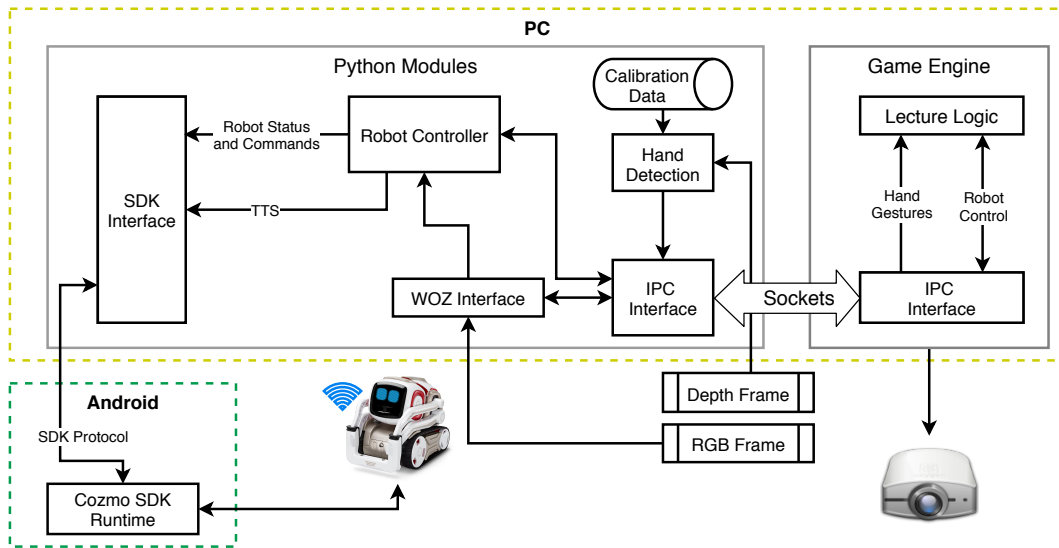 PC
Python Modules
Game Engine
Calibration
Data
Lecture Logic
Robot Status
and Commands
Robot Controller
Hand
Detection
SDK
Interface
TTS
Hand
Gestures
Robot
Control
WOZ Interface
IPC
Interface
Sockets
IPC
Interface
Android
SDK Protocol
Depth Frame
RGB Frame
Cozmo SDK
Runtime